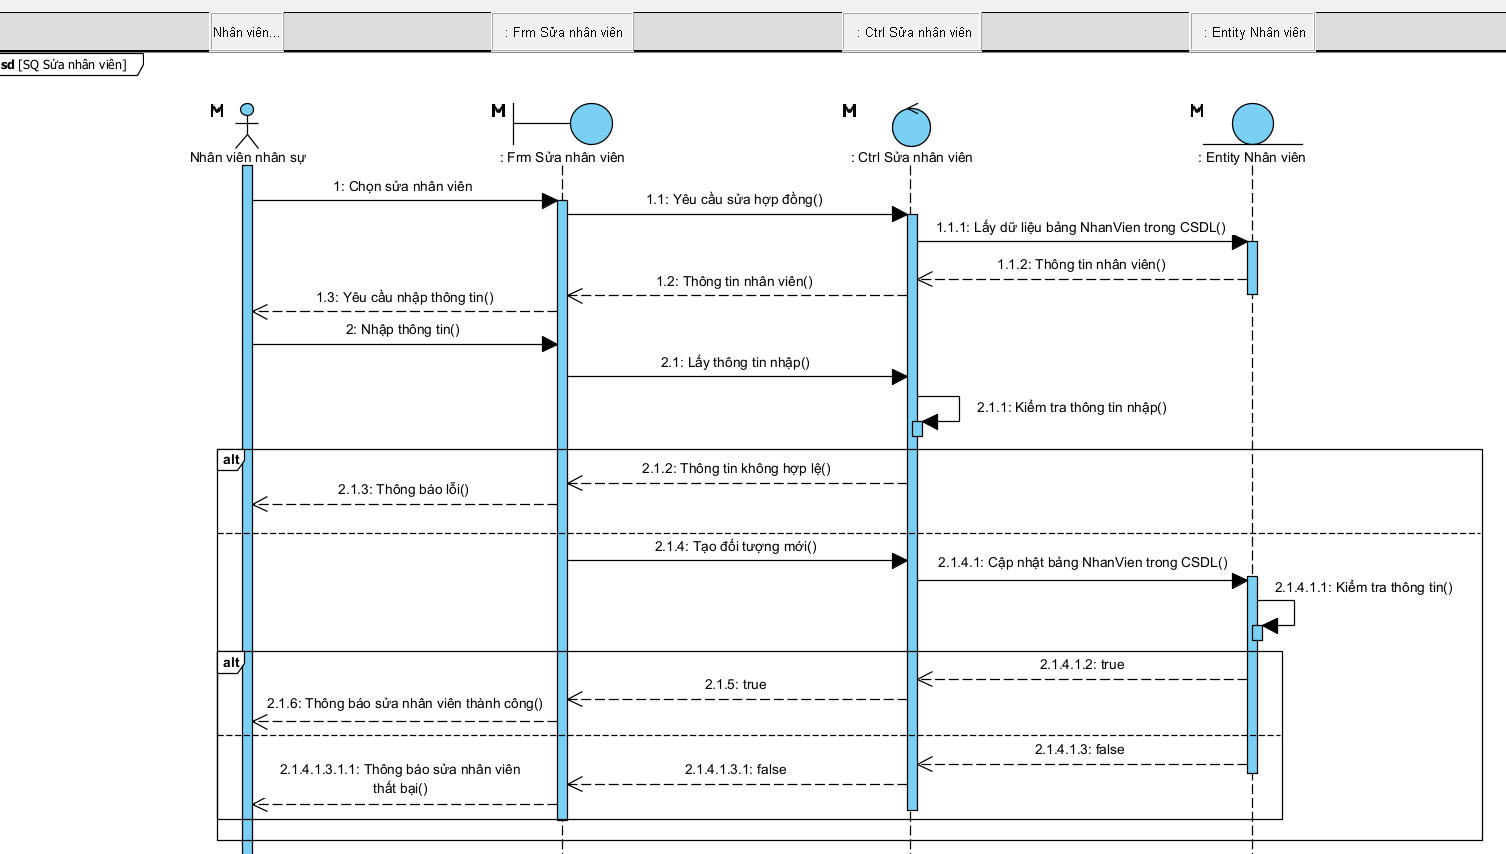 Nhân viên...
: Frm Sửa nhân viên
: Ctrl Sửa nhân viên
: Entity Nhân viên
sd [SQ Sửa nhân viên]
Nhân viên nhân sự
: Frm Sửa nhân viên
: Ctrl Sửa nhân viên
: Entity Nhân viên
1: Chọn sửa nhân viên
1.1: Yêu cầu sửa hợp đồng()
1.1.1: Lấy dữ liệu bảng NhanVien trong CSDL()
1.1.2: Thông tin nhân viên()
1.2: Thông tin nhân viên()
1.3: Yêu cầu nhập thông tin()
2: Nhập thông tin()
2.1: Lấy thông tin nhập()
2.1.1: Kiểm tra thông tin nhập()
alt
2.1.2: Thông tin không hợp lệ()
2.1.3: Thông báo lỗi()
2.1.4: Tạo đối tượng mới()
2.1.4.1: Cập nhật bảng NhanVien trong CSDL()
2.1.4.1.1: Kiểm tra thông tin()
alt
2.1.4.1.2: true
2.1.5: true
2.1.6: Thông báo sửa nhân viên thành công()
2.1.4.1.3: false
2.1.4.1.3.1: false
2.1.4.1.3.1.1: Thông báo sửa nhân viên
thất bại()